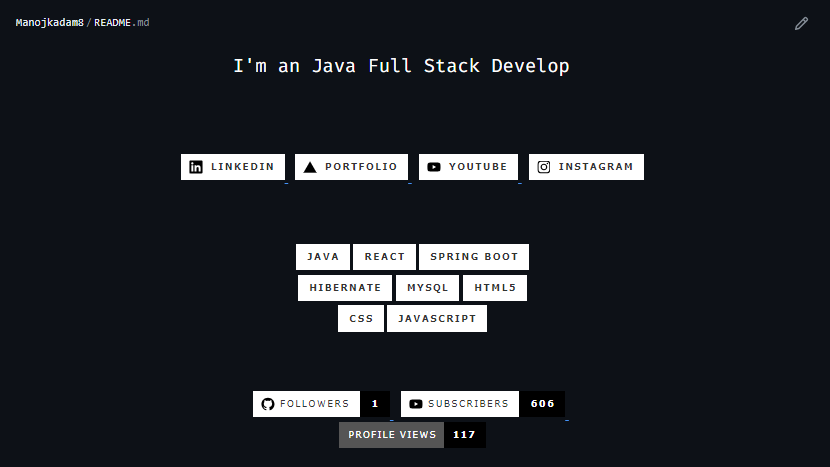 Manojkadam8/README.md
I'm an Java Full Stack Develop
LINKEDIN PORTFOLIO YOUTUBE INSTAGRAM
JAVA REACT SPRING BOOT
HIBERNATE MYSQL HTML5
CSS JAVASCRIPT
FOLLOWERS 1 SUBSCRIBERS 606
PROFILE VIEWS 117